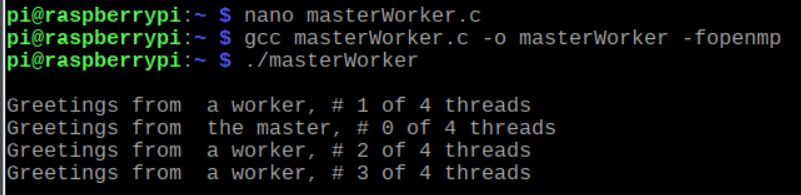 pi@raspberrypi:~ $ nano masterWorker.c
pi@raspberrypi:~ $ gcc masterWorker.c -o masterWorker -fopenmp
pi@raspberrypi:~ $ ./masterWorker
Greetings from  a worker, # 1 of 4 threads
Greetings from  the master, # 0 of 4 threads
Greetings from  a worker, # 2 of 4 threads
Greetings from  a worker, # 3 of 4 threads